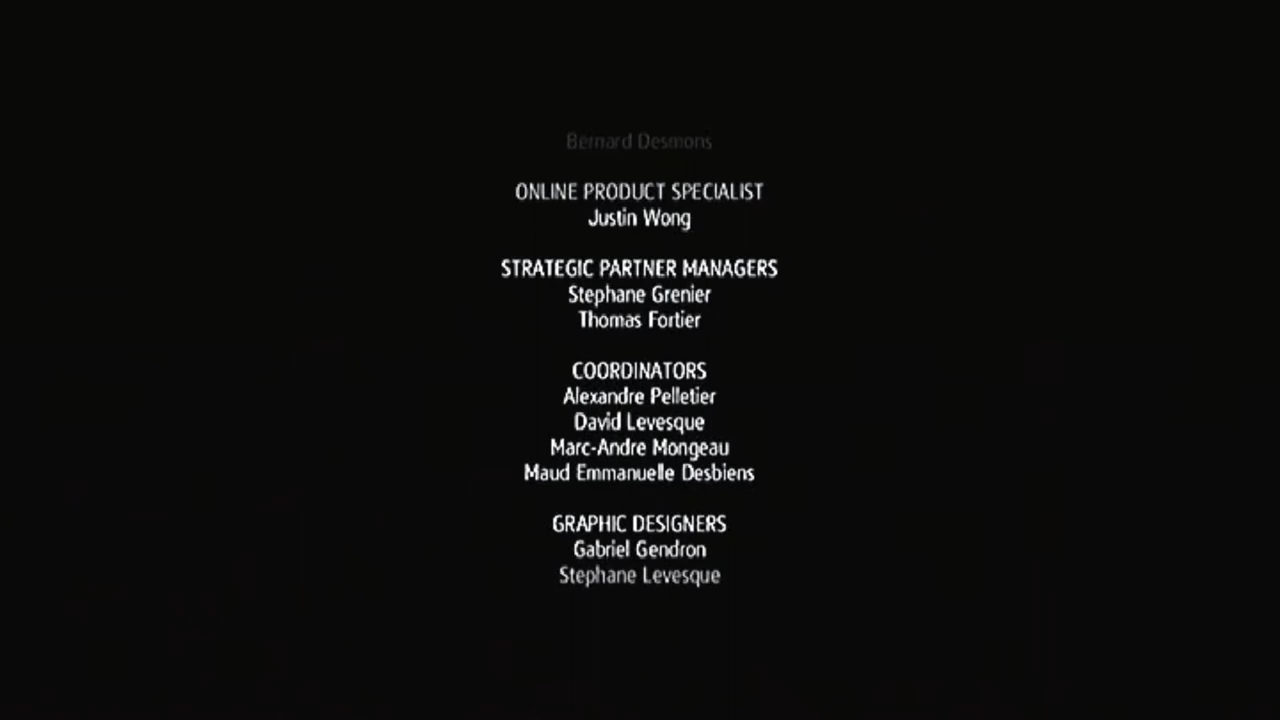 Bernard Desmons
ONLINE PRODUCT SPECIALIST
Justin Wong
STRATEGIC PARTNER MANAGERS
Stephane Grenier
Thomas Fortier
COORDINATORS
Alexandre Pelletier
David Levesque
Marc-Andre Mongeau
Maud Emmanuelle Desbiens
GRAPHIC DESIGNERS
Gabriel Gendron
Stephane Levesque